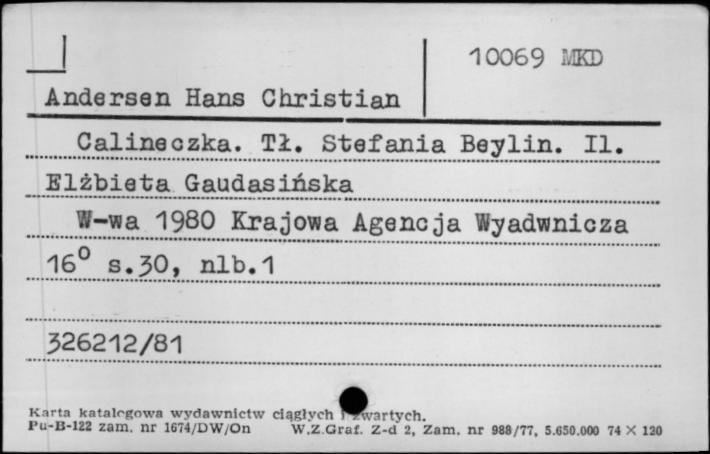 10069 MKD
Andersen Hans Christian
Calineczka. Tł. Stefania Beylin. Il.
Elżbieta Gaudasińska
W-wa 1980 Krajowa Agencja Wyadwnicza
16⁰ s.30, nlb.1
326212/81
Karta katalogowa wydawnictw ciągłych i zwartych.
Pu-B-122 zam. nr 1674/DW/On W.Z.Graf. Z-d 2, Zam. nr 988/77, 5.650.000 74 × 120